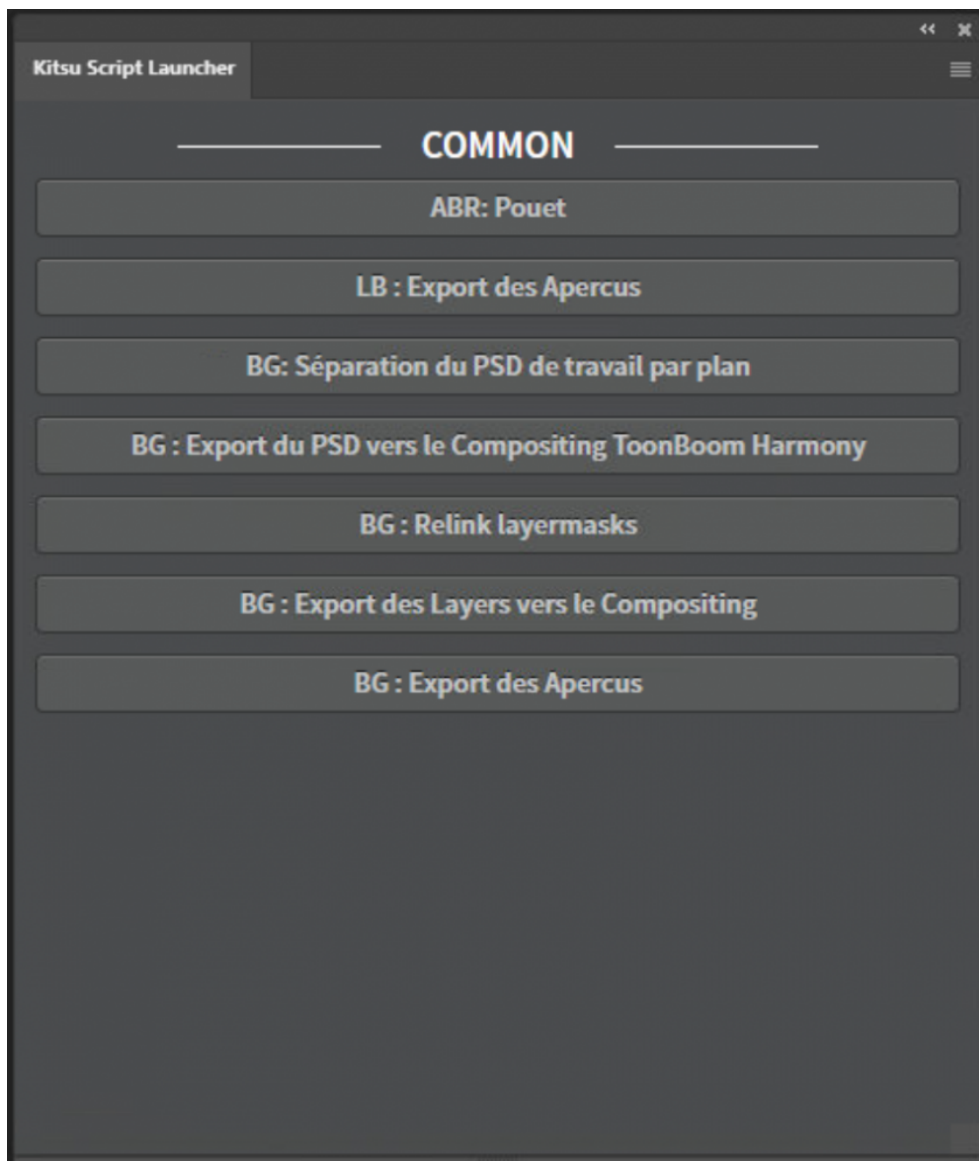 Kitsu Script Launcher
COMMON
ABR: Pouet
LB : Export des Apercus
BG: Séparation du PSD de travail par plan
BG : Export du PSD vers le Compositing ToonBoom Harmony
BG : Relink layermasks
BG : Export des Layers vers le Compositing
BG : Export des Apercus